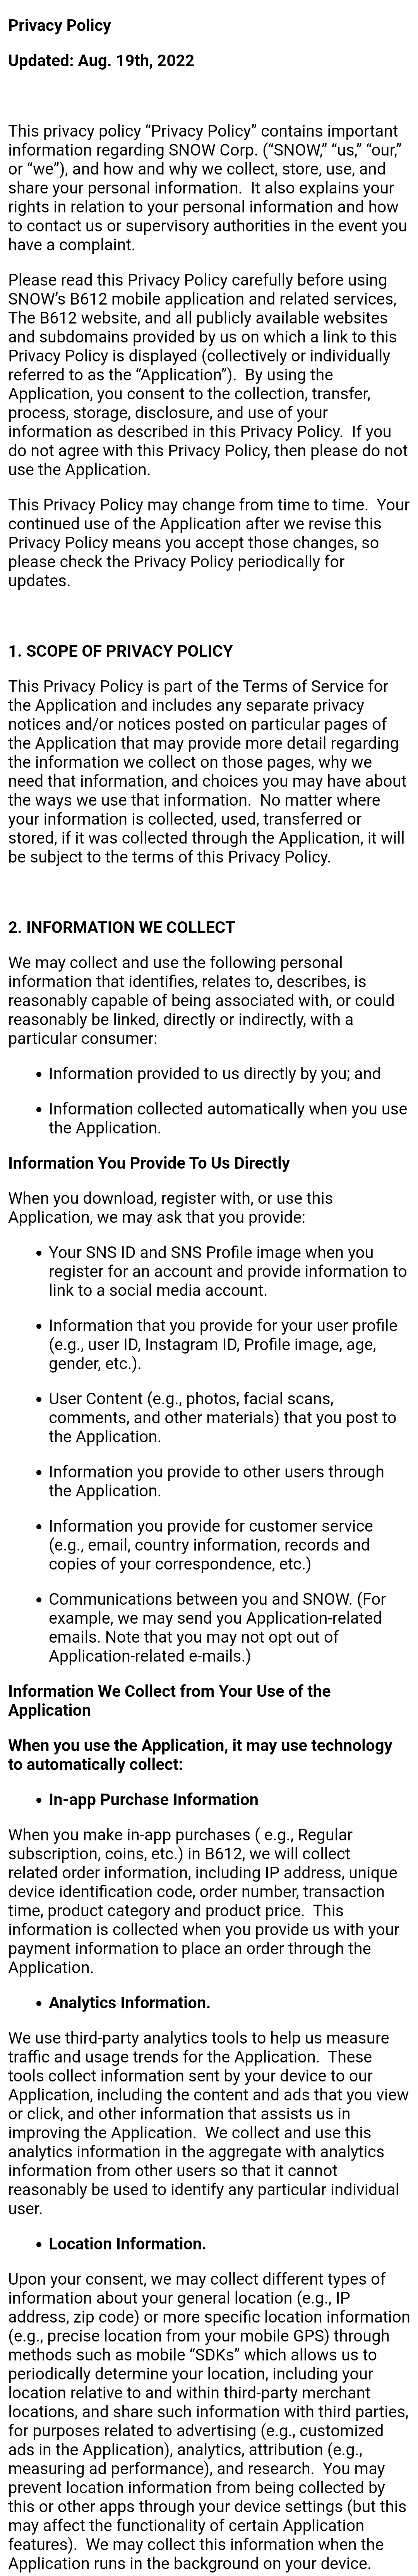 Privacy Policy
Updated: Aug. 19th, 2022
This privacy policy “Privacy Policy” contains important
information regarding SNOW Corp. (“SNOW,” “us,” “our,”
or “we”), and how and why we collect, store, use, and
share your personal information.  It also explains your
rights in relation to your personal information and how
to contact us or supervisory authorities in the event you
have a complaint.
Please read this Privacy Policy carefully before using
SNOW’s B612 mobile application and related services,
The B612 website, and all publicly available websites
and subdomains provided by us on which a link to this
Privacy Policy is displayed (collectively or individually
referred to as the “Application”).  By using the
Application, you consent to the collection, transfer,
process, storage, disclosure, and use of your
information as described in this Privacy Policy.  If you
do not agree with this Privacy Policy, then please do not
use the Application.
This Privacy Policy may change from time to time.  Your
continued use of the Application after we revise this
Privacy Policy means you accept those changes, so
please check the Privacy Policy periodically for
updates.
1. SCOPE OF PRIVACY POLICY
This Privacy Policy is part of the Terms of Service for
the Application and includes any separate privacy
notices and/or notices posted on particular pages of
the Application that may provide more detail regarding
the information we collect on those pages, why we
need that information, and choices you may have about
the ways we use that information.  No matter where
your information is collected, used, transferred or
stored, if it was collected through the Application, it will
be subject to the terms of this Privacy Policy.
2. INFORMATION WE COLLECT
We may collect and use the following personal
information that identifies, relates to, describes, is
reasonably capable of being associated with, or could
reasonably be linked, directly or indirectly, with a
particular consumer:
• Information provided to us directly by you; and
• Information collected automatically when you use
the Application.
Information You Provide To Us Directly
When you download, register with, or use this
Application, we may ask that you provide:
• Your SNS ID and SNS Profile image when you
register for an account and provide information to
link to a social media account.
• Information that you provide for your user profile
(e.g., user ID, Instagram ID, Profile image, age,
gender, etc.).
• User Content (e.g., photos, facial scans,
comments, and other materials) that you post to
the Application.
• Information you provide to other users through
the Application.
• Information you provide for customer service
(e.g., email, country information, records and
copies of your correspondence, etc.)
• Communications between you and SNOW. (For
example, we may send you Application-related
emails. Note that you may not opt out of
Application-related e-mails.)
Information We Collect from Your Use of the
Application
When you use the Application, it may use technology
to automatically collect:
• In-app Purchase Information
When you make in-app purchases ( e.g., Regular
subscription, coins, etc.) in B612, we will collect
related order information, including IP address, unique
device identification code, order number, transaction
time, product category and product price.  This
information is collected when you provide us with your
payment information to place an order through the
Application.
• Analytics Information.
We use third-party analytics tools to help us measure
traffic and usage trends for the Application.  These
tools collect information sent by your device to our
Application, including the content and ads that you view
or click, and other information that assists us in
improving the Application.  We collect and use this
analytics information in the aggregate with analytics
information from other users so that it cannot
reasonably be used to identify any particular individual
user.
• Location Information.
Upon your consent, we may collect different types of
information about your general location (e.g., IP
address, zip code) or more specific location information
(e.g., precise location from your mobile GPS) through
methods such as mobile “SDKs” which allows us to
periodically determine your location, including your
location relative to and within third-party merchant
locations, and share such information with third parties,
for purposes related to advertising (e.g., customized
ads in the Application), analytics, attribution (e.g.,
measuring ad performance), and research.  You may
prevent location information from being collected by
this or other apps through your device settings (but this
may affect the functionality of certain Application
features).  We may collect this information when the
Application runs in the background on your device.